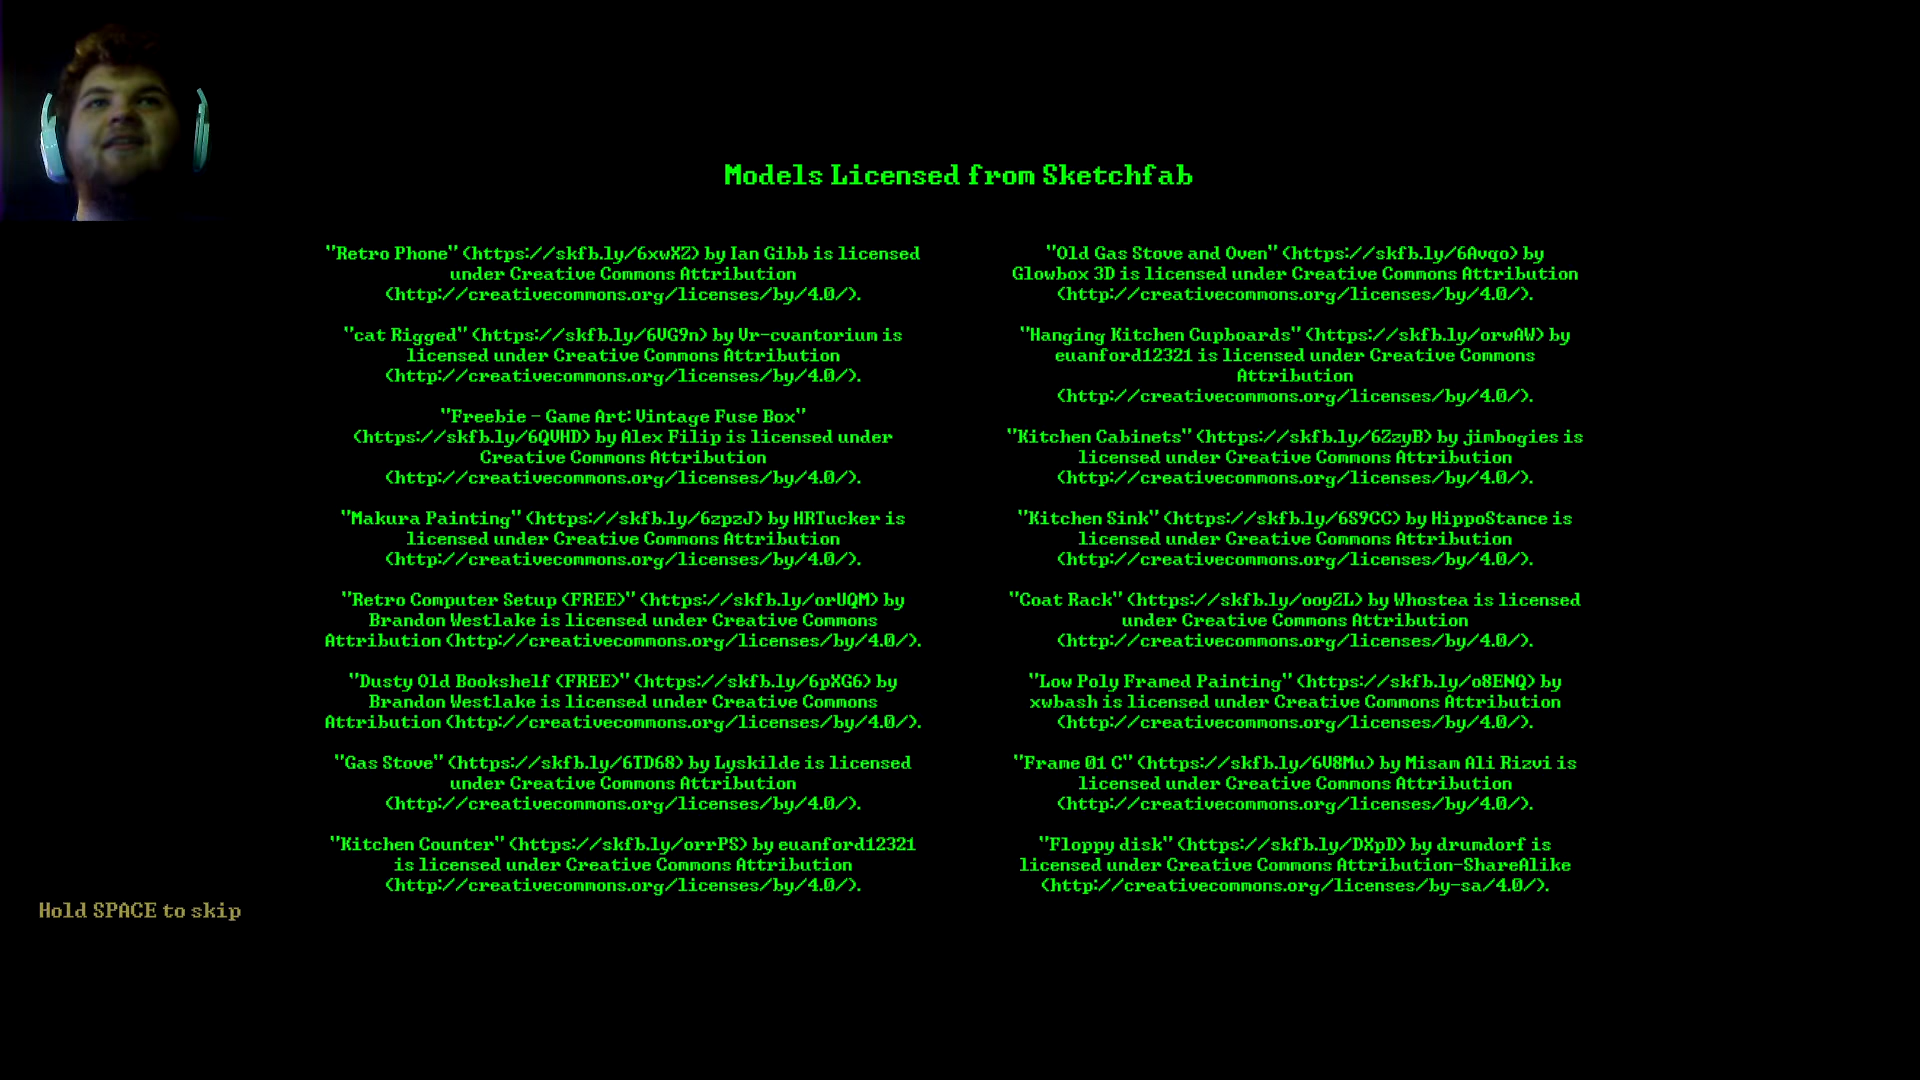 Models Licensed from Sketchfab
"Retro Phone" (https://skfb.ly/6xwXZ) by Ian Gibb is licensed
under Creative Commons Attribution
(http://creativecommons.org/licenses/by/4.0/).
"cat Rigged" (https://skfb.ly/6VG9n) by Vr-cvantorium is
licensed under Creative Commons Attribution
(http://creativecommons.org/licenses/by/4.0/).
"Freebie - Game Art: Vintage Fuse Box"
(https://skfb.ly/6QVHD) by Alex Filip is licensed under
Creative Commons Attribution
(http://creativecommons.org/licenses/by/4.0/).
"Makura Painting" (https://skfb.ly/6zpzJ) by HRTucker is
licensed under Creative Commons Attribution
(http://creativecommons.org/licenses/by/4.0/).
"Retro Computer Setup (FREE)" (https://skfb.ly/orUQM) by
Brandon Westlake is licensed under Creative Commons
Attribution (http://creativecommons.org/licenses/by/4.0/).
"Dusty Old Bookshelf (FREE)" (https://skfb.ly/6pXG6) by
Brandon Westlake is licensed under Creative Commons
Attribution (http://creativecommons.org/licenses/by/4.0/).
"Gas Stove" (https://skfb.ly/6TD68) by Lyskilde is licensed
under Creative Commons Attribution
(http://creativecommons.org/licenses/by/4.0/).
"Kitchen Counter" (https://skfb.ly/orrPS) by euanford12321
is licensed under Creative Commons Attribution
(http://creativecommons.org/licenses/by/4.0/).
"Old Gas Stove and Oven" (https://skfb.ly/6Avqo) by
Glowbox 3D is licensed under Creative Commons Attribution
(http://creativecommons.org/licenses/by/4.0/).
"Hanging Kitchen Cupboards" (https://skfb.ly/orwAW) by
euanford12321 is licensed under Creative Commons
Attribution
(http://creativecommons.org/licenses/by/4.0/).
"Kitchen Cabinets" (https://skfb.ly/6ZzyB) by jimbogies is
licensed under Creative Commons Attribution
(http://creativecommons.org/licenses/by/4.0/).
"Kitchen Sink" (https://skfb.ly/6S9CC) by HippoStance is
licensed under Creative Commons Attribution
(http://creativecommons.org/licenses/by/4.0/).
"Coat Rack" (https://skfb.ly/ooyZL) by Whostea is licensed
under Creative Commons Attribution
(http://creativecommons.org/licenses/by/4.0/).
"Low Poly Framed Painting" (https://skfb.ly/o8ENQ) by
xwbash is licensed under Creative Commons Attribution
(http://creativecommons.org/licenses/by/4.0/).
"Frame 01 C" (https://skfb.ly/6V8Mu) by Misam Ali Rizvi is
licensed under Creative Commons Attribution
(http://creativecommons.org/licenses/by/4.0/).
"Floppy disk" (https://skfb.ly/DXpD) by drumdorf is
licensed under Creative Commons Attribution-ShareAlike
(http://creativecommons.org/licenses/by-sa/4.0/).
Hold SPACE to skip